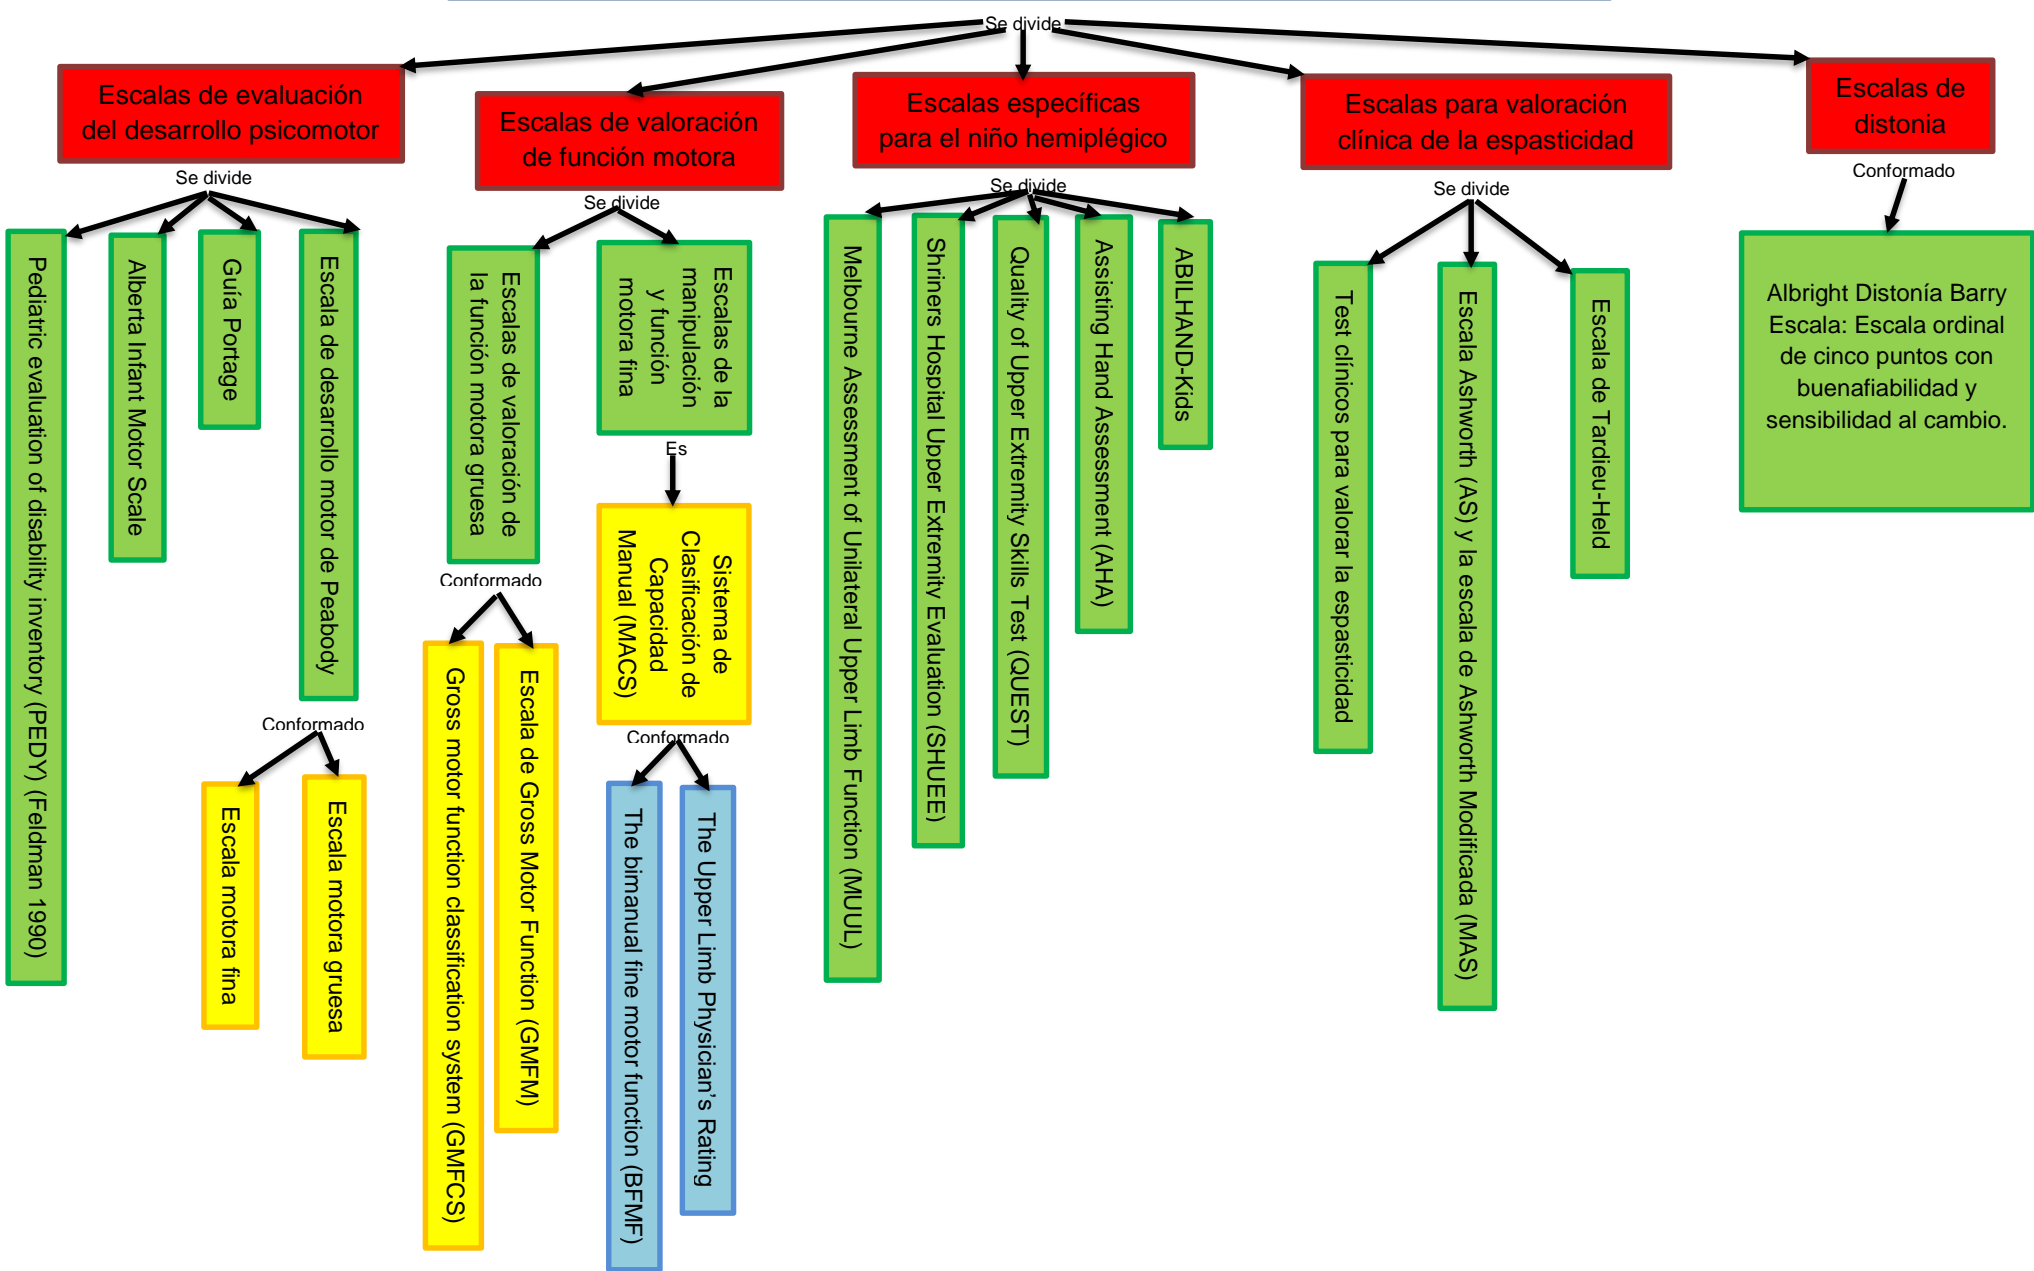 Se divide
Escalas de evaluación
del desarrollo psicomotor
Escalas de valoración
de función motora
Escalas específicas
para el niño hemiplégico
Escalas para valoración
clínica de la espasticidad
Escalas de
distonia
Se divide
Se divide
Se divide
Se divide
Conformado
Pediatric evaluation of disability inventory (PEDY) (Feldman 1990)
Alberta Infant Motor Scale
Guía Portage
Escala de desarrollo motor de Peabody
Conformado
Escala motora fina
Escala motora gruesa
Escalas de valoración de
la función motora gruesa
Conformado
Gross motor function classification system (GMFCS)
Escala de Gross Motor Function (GMFM)
Escalas de la
manipulación
y función
motora fina
Es
Sistema de
Clasificación de
Capacidad
Manual (MACS)
Conformado
The bimanual fine motor function (BFMF)
The Upper Limb Physician’s Rating
Melbourne Assessment of Unilateral Upper Limb Function (MUUL)
Shriners Hospital Upper Extremity Evaluation (SHUEE)
Quality of Upper Extremity Skills Test (QUEST)
Assisting Hand Assessment (AHA)
ABILHAND-Kids
Test clínicos para valorar la espasticidad
Escala Ashworth (AS) y la escala de Ashworth Modificada (MAS)
Escala de Tardieu-Held
Albright Distonía Barry
Escala: Escala ordinal
de cinco puntos con
buenafiabilidad y
sensibilidad al cambio.